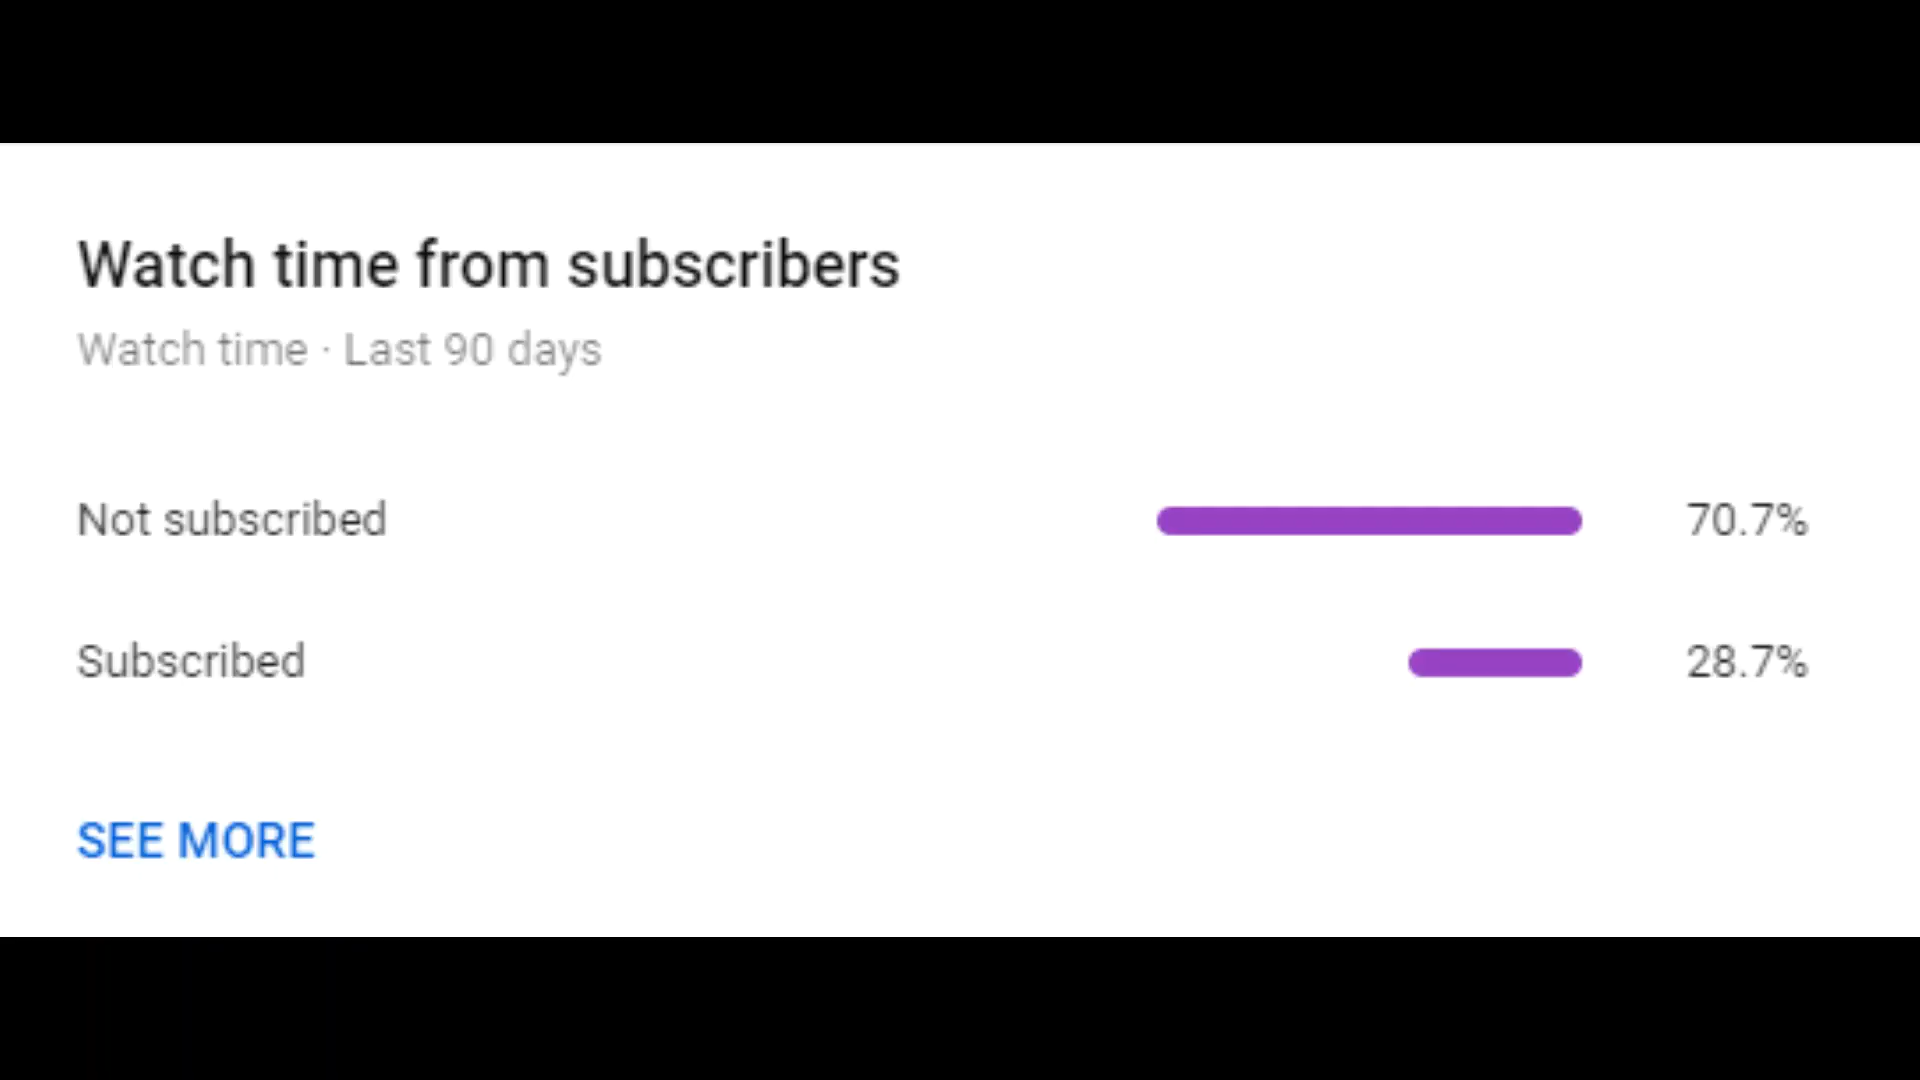 Watch time from subscribers
Watch time · Last 90 days
Not subscribed 70.7%
Subscribed 28.7%
SEE MORE